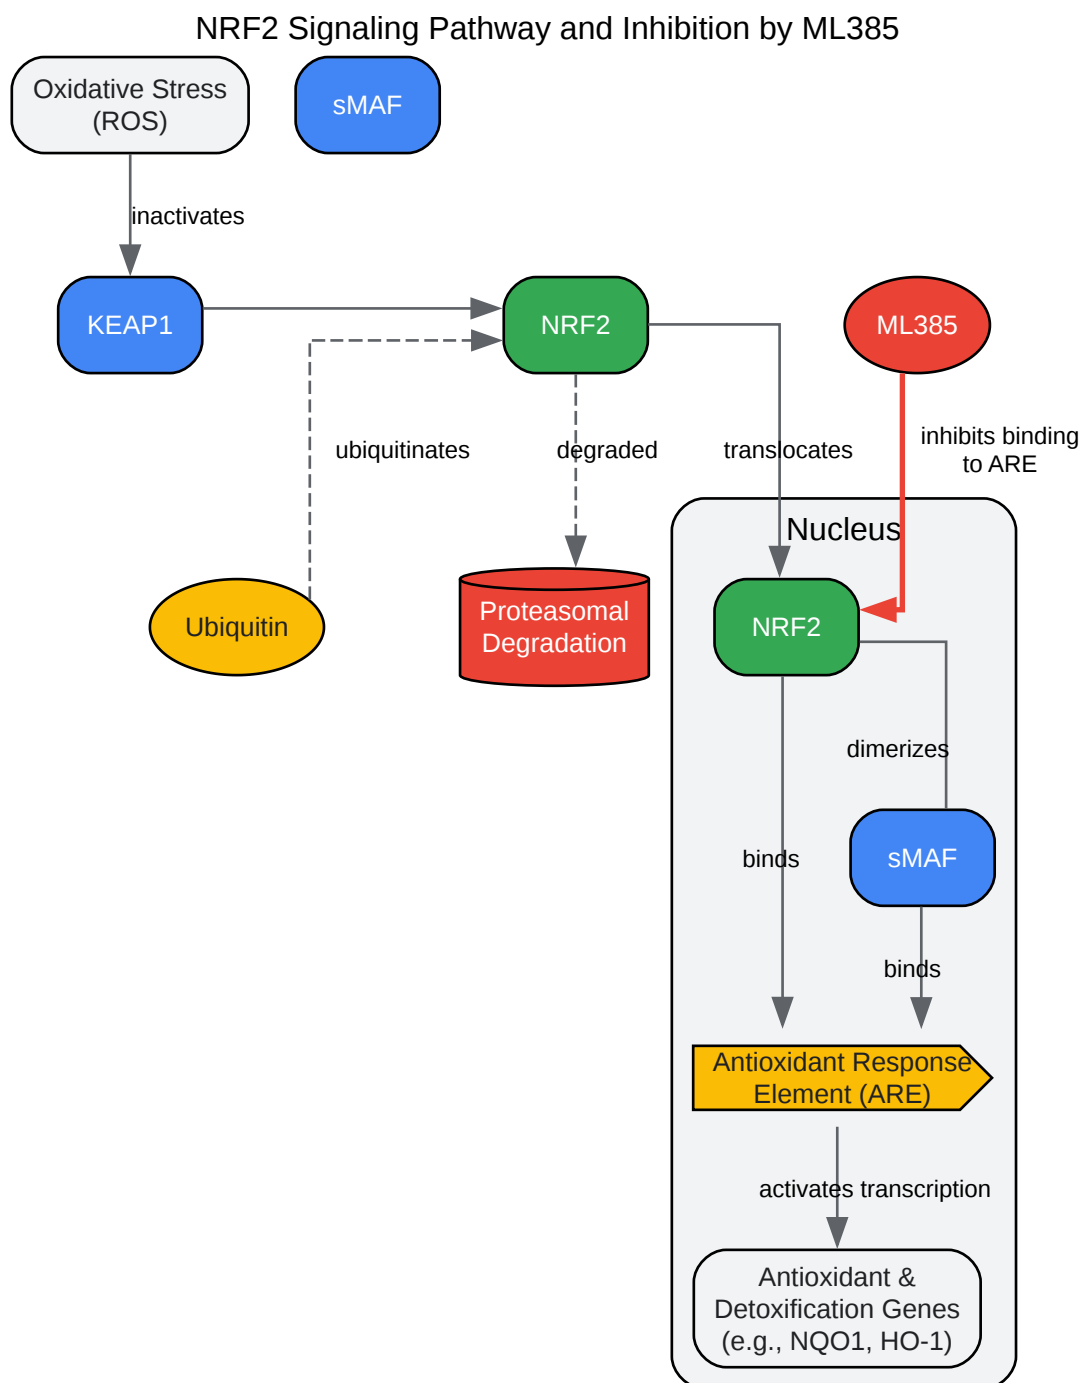 NRF2 Signaling Pathway and Inhibition by ML385
Oxidative Stress
(ROS)
sMAF
inactivates
KEAP1
NRF2
ML385
ubiquitinates
degraded
translocates
inhibits binding
to ARE
Nucleus
Ubiquitin
Proteasomal
Degradation
NRF2
dimerizes
binds
sMAF
binds
Antioxidant Response
Element (ARE)
activates transcription
Antioxidant &
Detoxification Genes
(e.g., NQO1, HO-1)